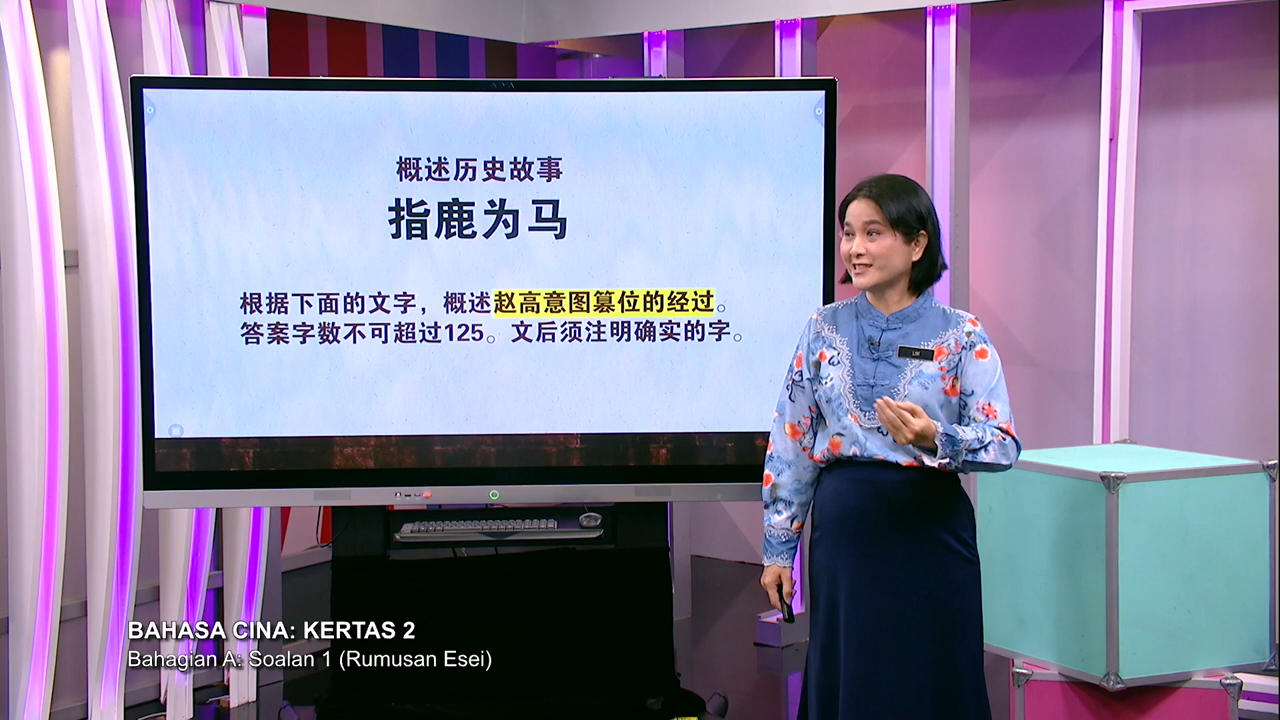 概述历史故事
指鹿为马
根据下面的文字，概述赵高意图篡位的经过。
答案字数不可超过125。文后须注明确实的字。
LIM
BAHASA CINA: KERTAS 2
Bahagian A: Soalan 1 (Rumusan Esei)